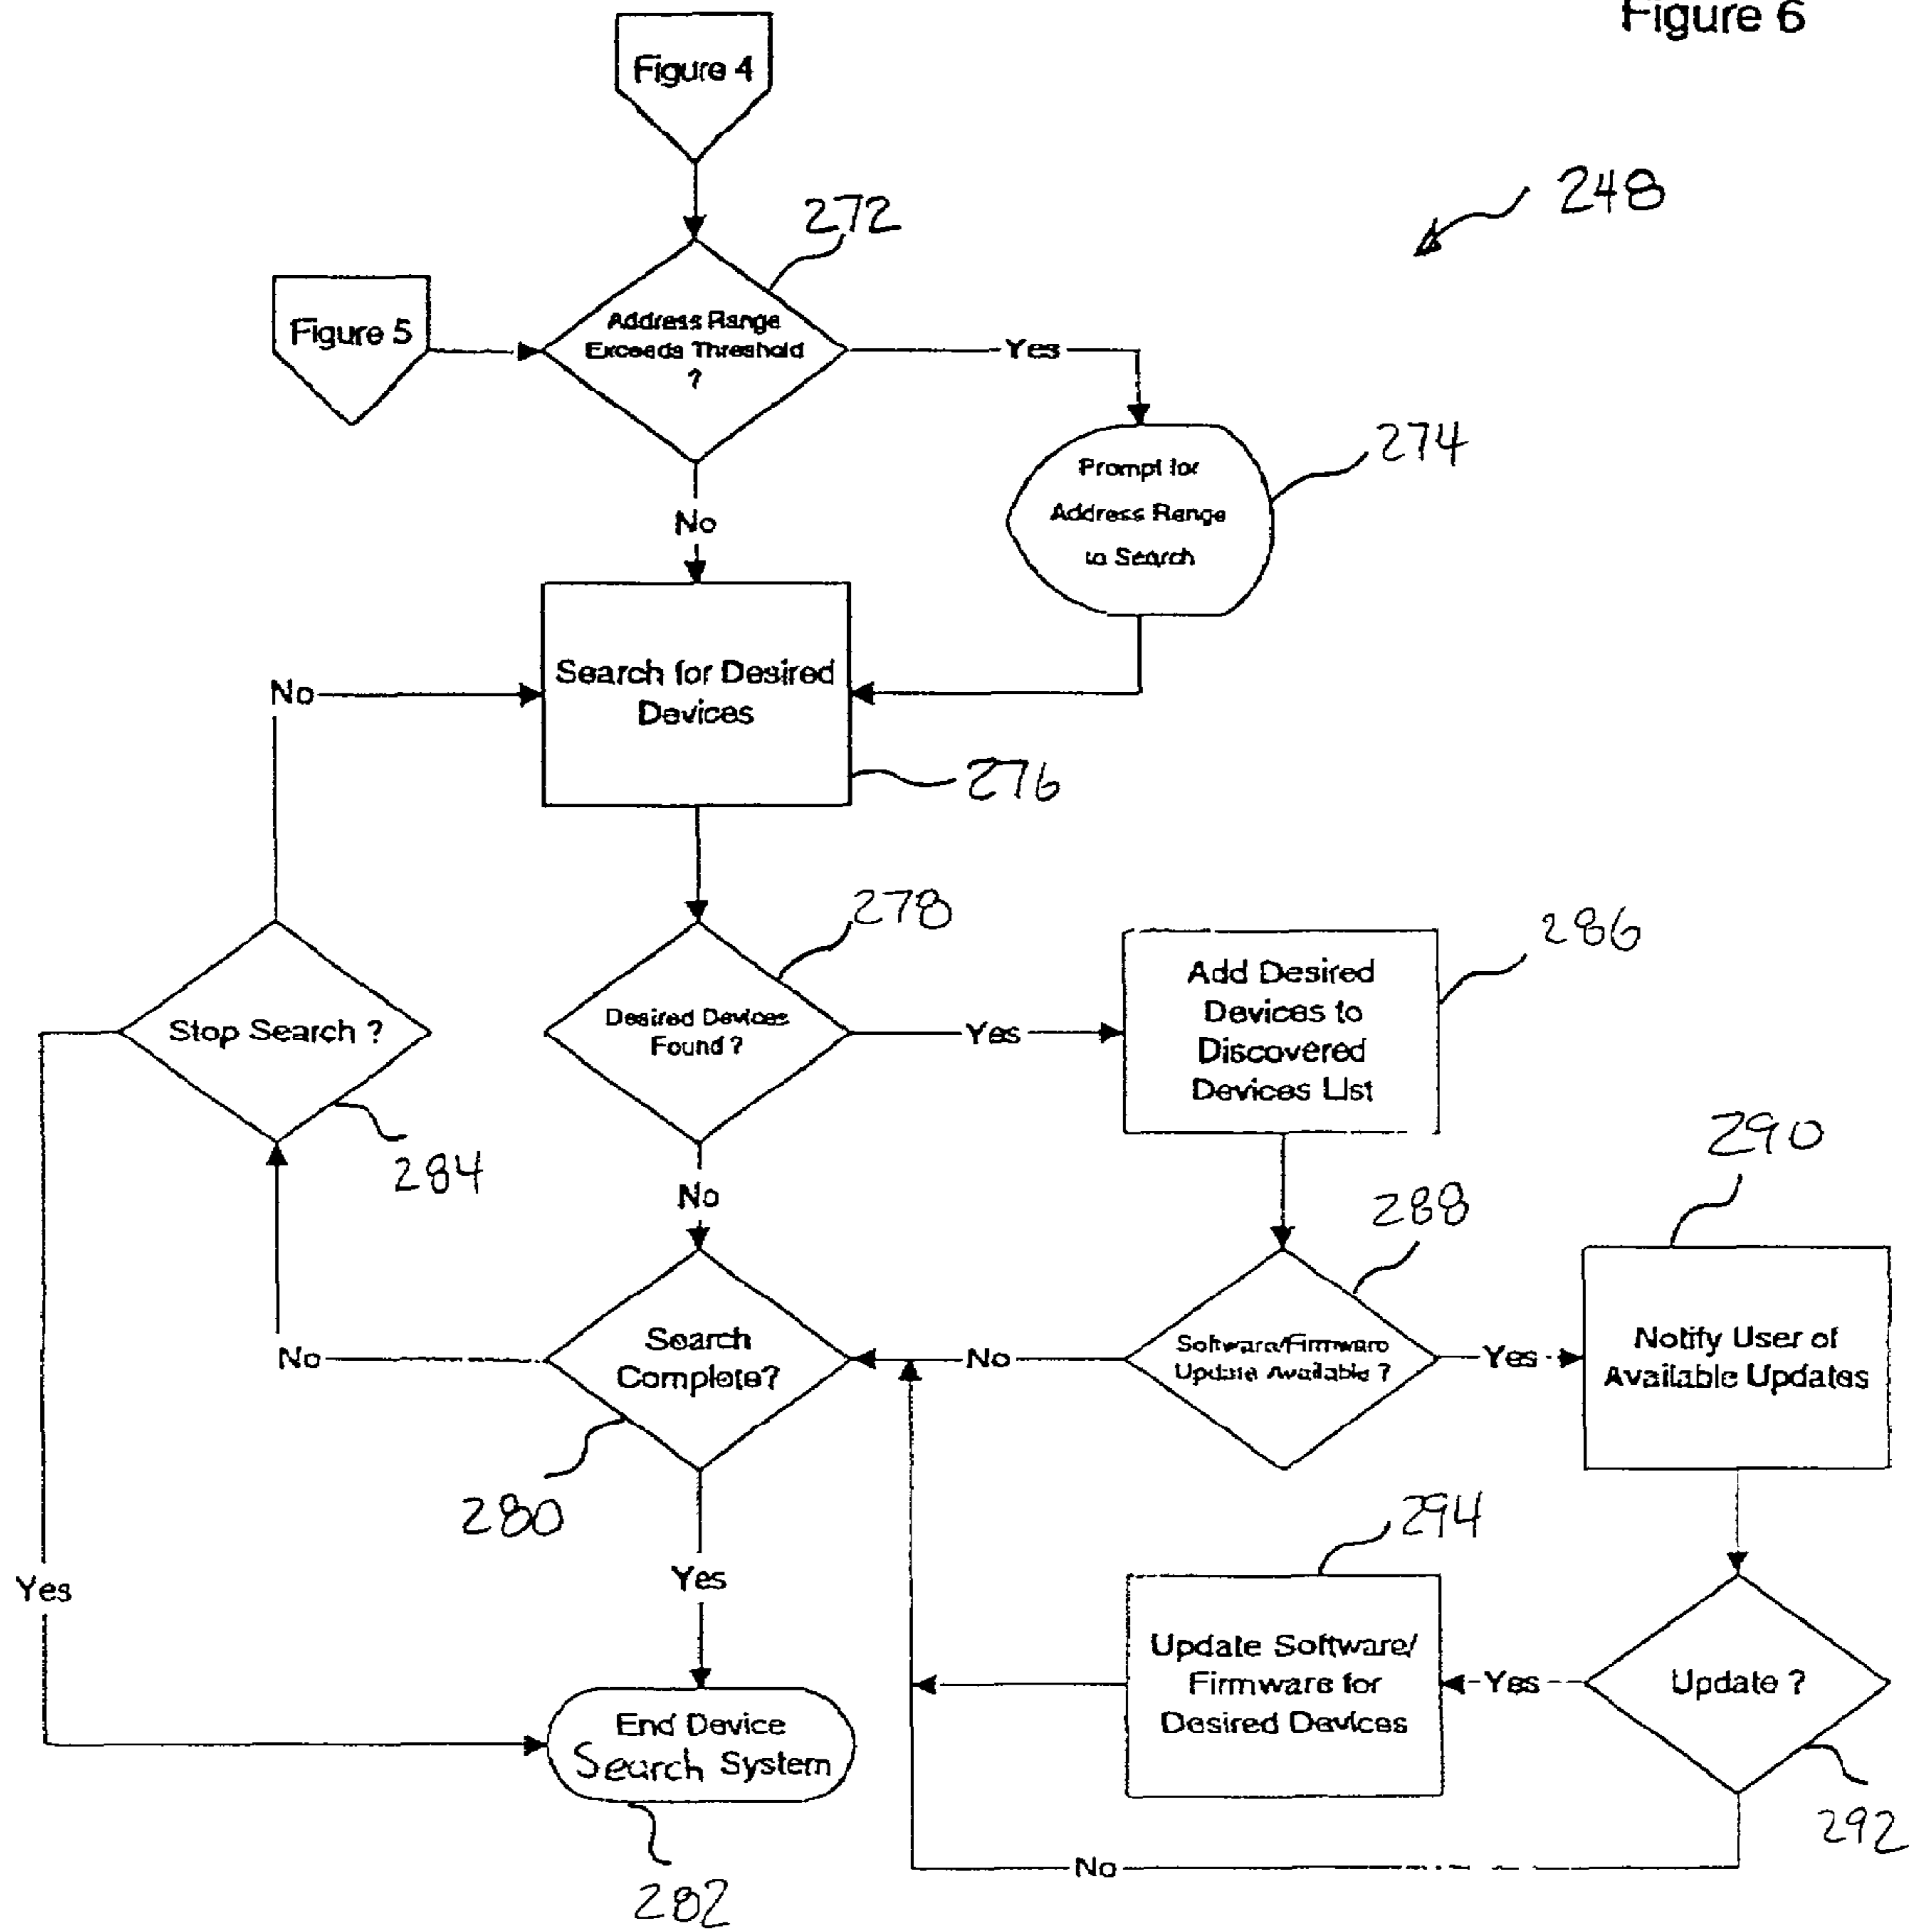 Figure 6
Figure 4
248
272
Figure 5
Address Range
Exceeds Threshold
?
Yes
274
Prompt for
Address Range
to Search
No
Search for Desired
Devices
No
276
278
286
Add Desired
Devices to
Discovered
Devices List
Stop Search ?
Desired Devices
Found ?
Yes
284
290
No
288
Search
Complete?
No
No
Software/Firmware
Update Available ?
Yes
Notify User of
Available Updates
280
294
Yes
Yes
Update Software/
Firmware for
Desired Devices
Yes
Update ?
End Device
Search System
292
No
282